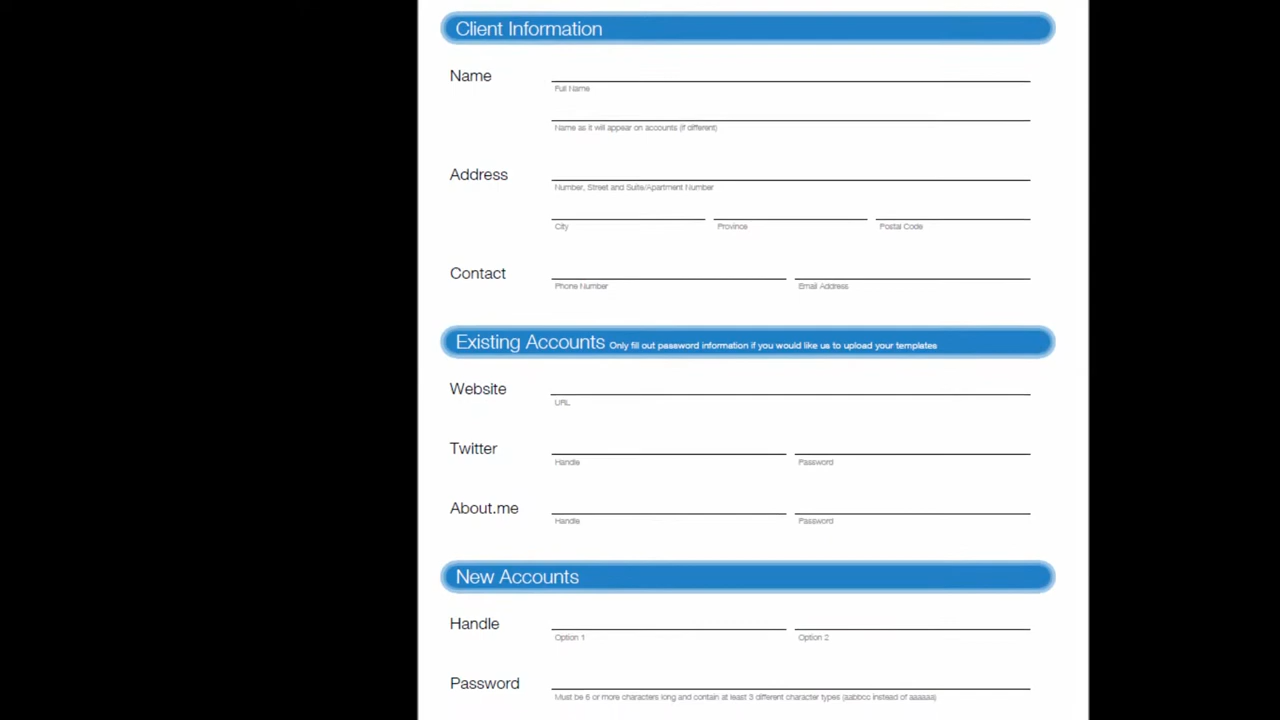 Client Information
Name
Full Name
Name as it will appear on accounts (if different)
Address
Number, Street and Suite/Apartment Number
City Province Postal Code
Contact
Phone Number Email Address
Existing Accounts Only fill out password information if you would like us to upload your templates
Website
URL
Twitter
Handle Password
About.me
Handle Password
New Accounts
Handle
Option 1 Option 2
Password
Must be 6 or more characters long and contain at least 3 different character types (aabbcc instead of aaaaaa)